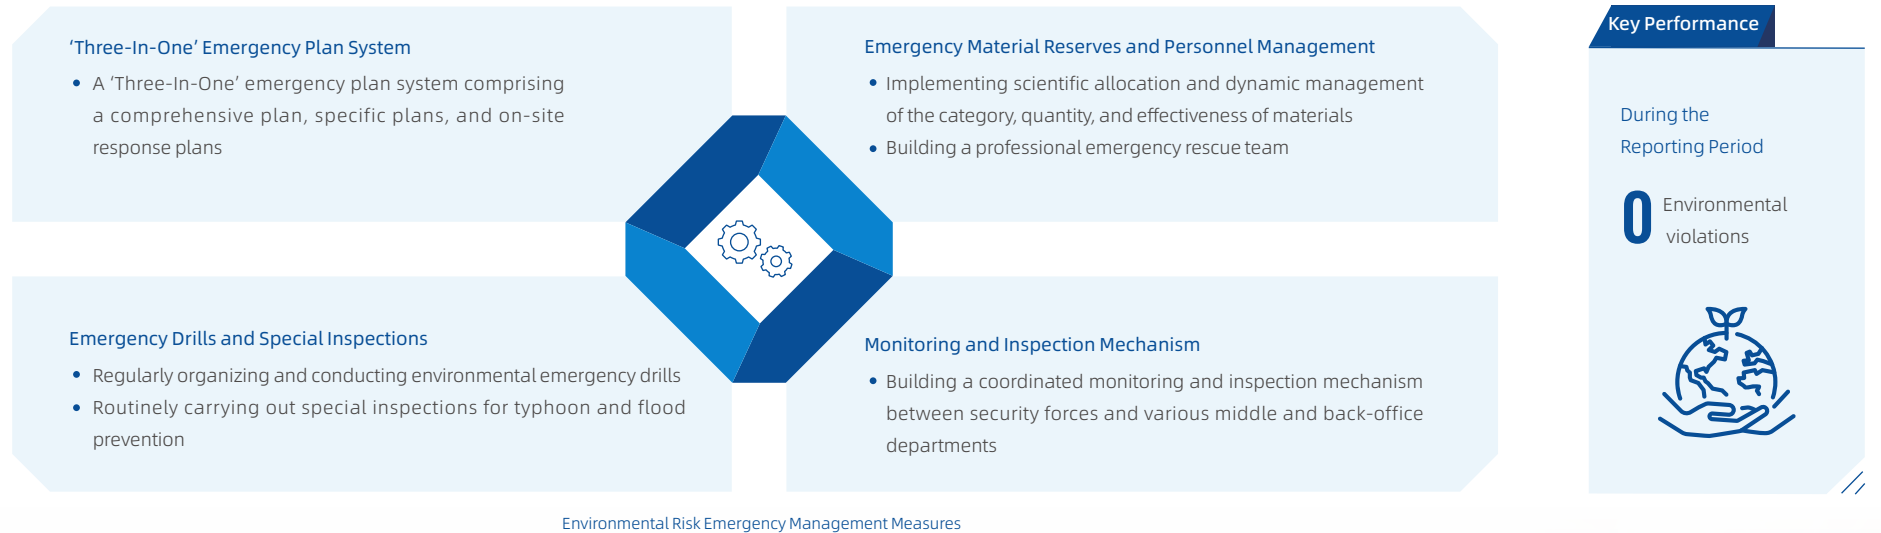 ‘Three-In-One’ Emergency Plan System
• A ‘Three-In-One’ emergency plan system comprising
a comprehensive plan, specific plans, and on-site
response plans
Emergency Material Reserves and Personnel Management
• Implementing scientific allocation and dynamic management
of the category, quantity, and effectiveness of materials
• Building a professional emergency rescue team
Emergency Drills and Special Inspections
• Regularly organizing and conducting environmental emergency drills
• Routinely carrying out special inspections for typhoon and flood
prevention
Monitoring and Inspection Mechanism
• Building a coordinated monitoring and inspection mechanism
between security forces and various middle and back-office
departments
Environmental Risk Emergency Management Measures
Key Performance
During the
Reporting Period
0 Environmental
violations